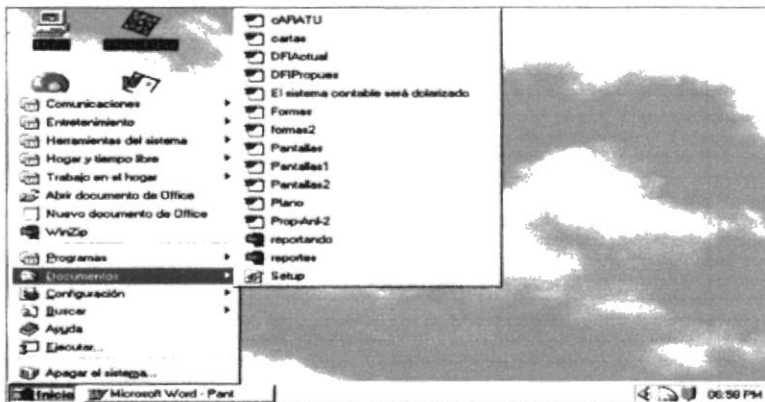 Comunicaciones
Entretenimiento
Herramientas del sistema
Hogar y tiempo libre
Trabajo en el hogar
Abrir documento de Office
Nuevo documento de Office
WinZip
Programas
Documentos
Configuración
Buscar
Ayuda
Ejecutar...
Apagar el sistema...
cARATU
cartas
DFIActual
DFIPropues
El sistema contable será dolarizado
Formas
formas2
Pantallas
Pantallas1
Pantallas2
Plano
Prop-Anl-2
reportando
reportes
Setup
Inicio
Microsoft Word - Pant
06:59 PM